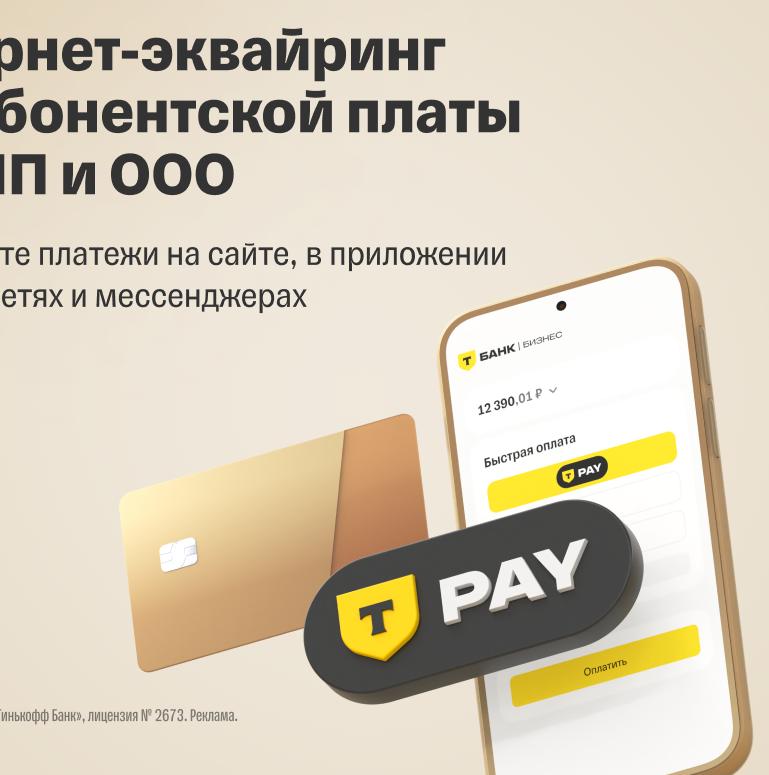 рнет-эквайринг
бонентской платы
ИП и ООО
те платежи на сайте, в приложении
етях и мессенджерах
Т БАНК | БИЗНЕС
12 390,01 ₽
Быстрая оплата
Т PAY
Т PAY
Оплатить
Тинькофф Банк», лицензия № 2673. Реклама.